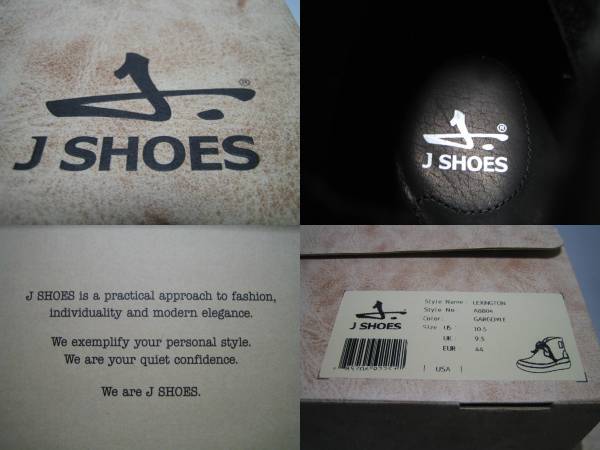 ®
J SHOES
®
J SHOES
J SHOES is a practical approach to fashion,
individuality and modern elegance.
We exemplify your personal style.
We are your quiet confidence.
We are J SHOES.
J SHOES
Style Name: LEXINGTON
Style No
Color: GARGOYLE
Size US 10.5
UK 9.5
EUR 44
| USA |